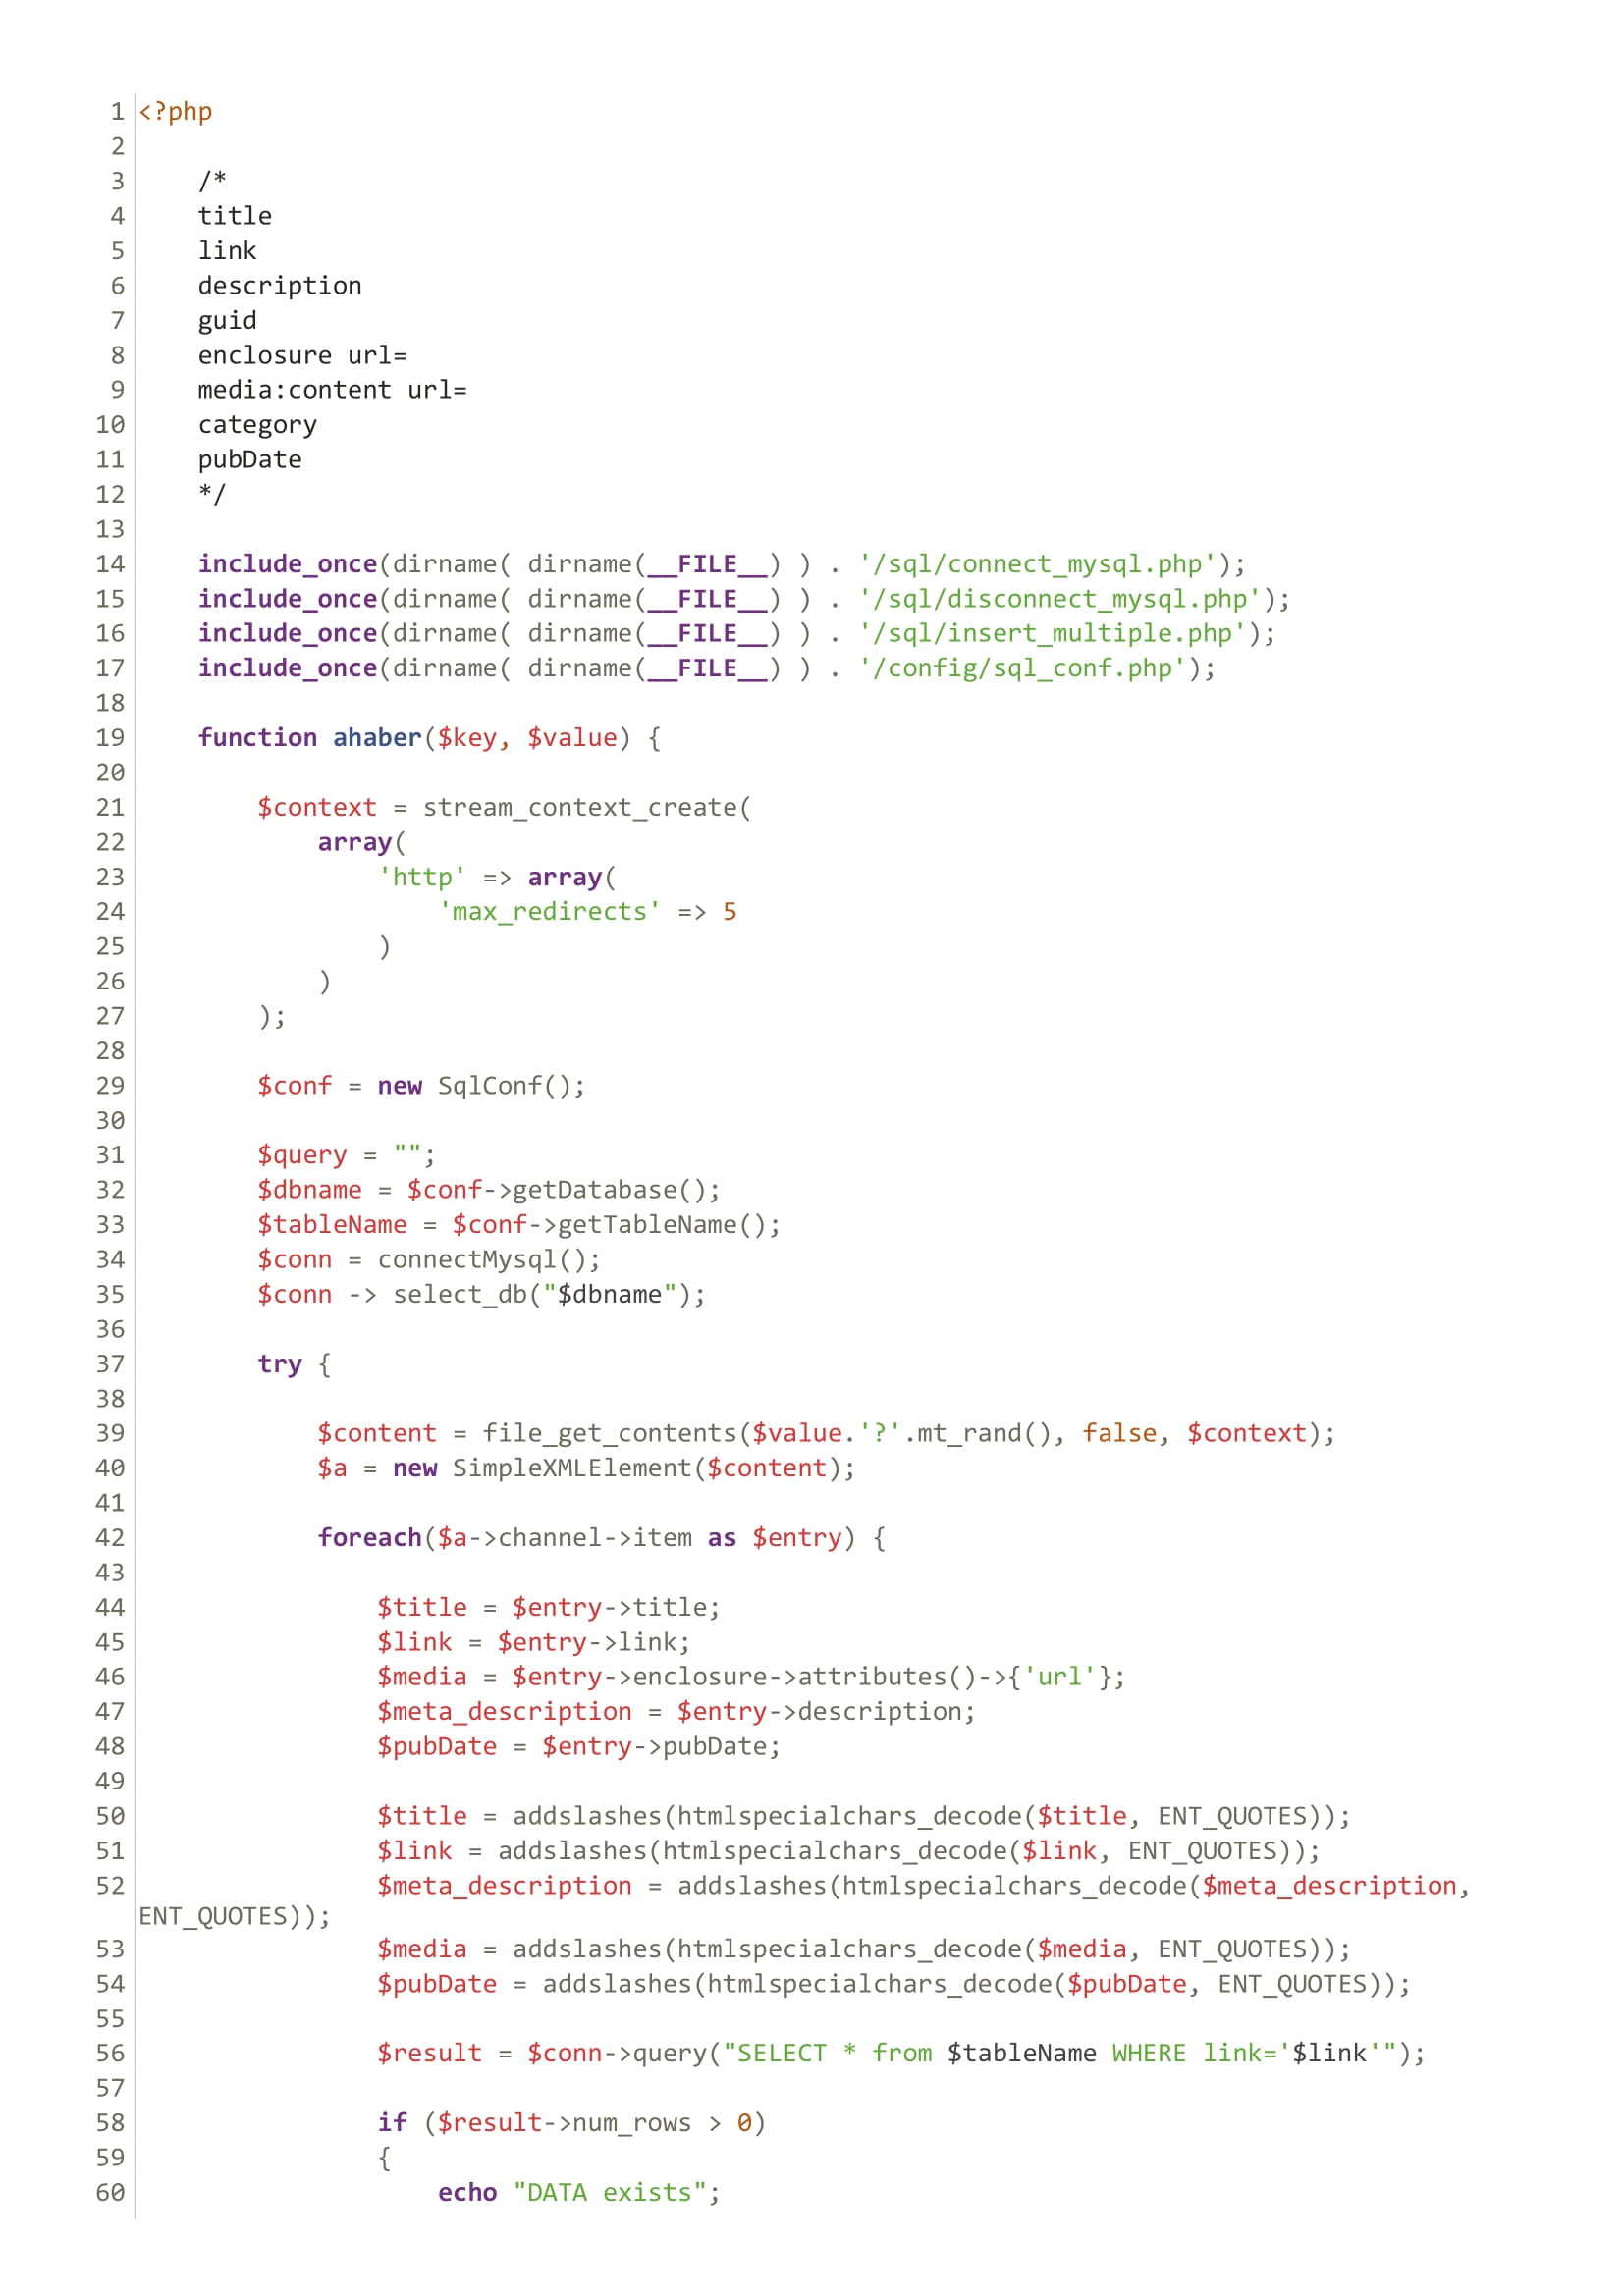 1 <?php
2
3     /*
4     title
5     link
6     description
7     guid
8     enclosure url=
9     media:content url=
10     category
11     pubDate
12     */
13
14     include_once(dirname( dirname(__FILE__) ) . '/sql/connect_mysql.php');
15     include_once(dirname( dirname(__FILE__) ) . '/sql/disconnect_mysql.php');
16     include_once(dirname( dirname(__FILE__) ) . '/sql/insert_multiple.php');
17     include_once(dirname( dirname(__FILE__) ) . '/config/sql_conf.php');
18
19     function ahaber($key, $value) {
20
21         $context = stream_context_create(
22             array(
23                 'http' => array(
24                     'max_redirects' => 5
25                 )
26             )
27         );
28
29         $conf = new SqlConf();
30
31         $query = "";
32         $dbname = $conf->getDatabase();
33         $tableName = $conf->getTableName();
34         $conn = connectMysql();
35         $conn -> select_db("$dbname");
36
37         try {
38
39             $content = file_get_contents($value.'?'.mt_rand(), false, $context);
40             $a = new SimpleXMLElement($content);
41
42             foreach($a->channel->item as $entry) {
43
44                 $title = $entry->title;
45                 $link = $entry->link;
46                 $media = $entry->enclosure->attributes()->{'url'};
47                 $meta_description = $entry->description;
48                 $pubDate = $entry->pubDate;
49
50                 $title = addslashes(htmlspecialchars_decode($title, ENT_QUOTES));
51                 $link = addslashes(htmlspecialchars_decode($link, ENT_QUOTES));
52                 $meta_description = addslashes(htmlspecialchars_decode($meta_description,
ENT_QUOTES));
53                 $media = addslashes(htmlspecialchars_decode($media, ENT_QUOTES));
54                 $pubDate = addslashes(htmlspecialchars_decode($pubDate, ENT_QUOTES));
55
56                 $result = $conn->query("SELECT * from $tableName WHERE link='$link'");
57
58                 if ($result->num_rows > 0)
59                 {
60                     echo "DATA exists";